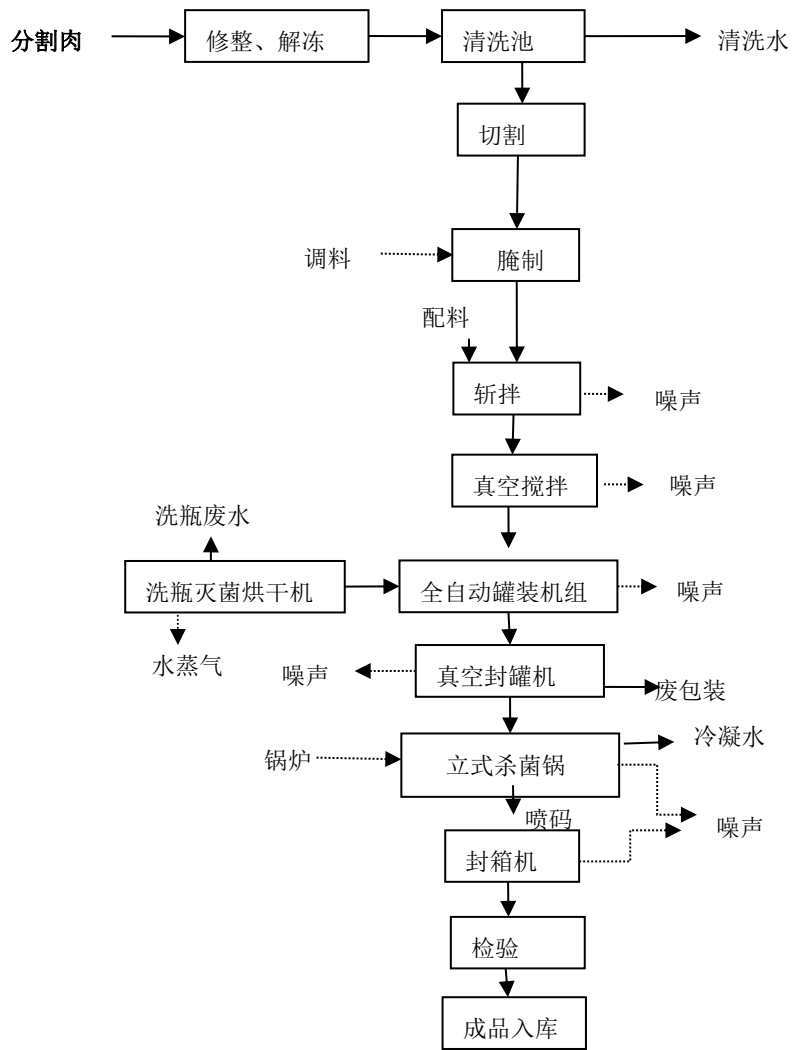 分割肉
修整、解冻
清洗池
清洗水
切割
调料
腌制
配料
斩拌
噪声
真空搅拌
噪声
洗瓶废水
洗瓶灭菌烘干机
全自动罐装机组
噪声
水蒸气
噪声
真空封罐机
废包装
锅炉
立式杀菌锅
冷凝水
喷码
噪声
封箱机
检验
成品入库